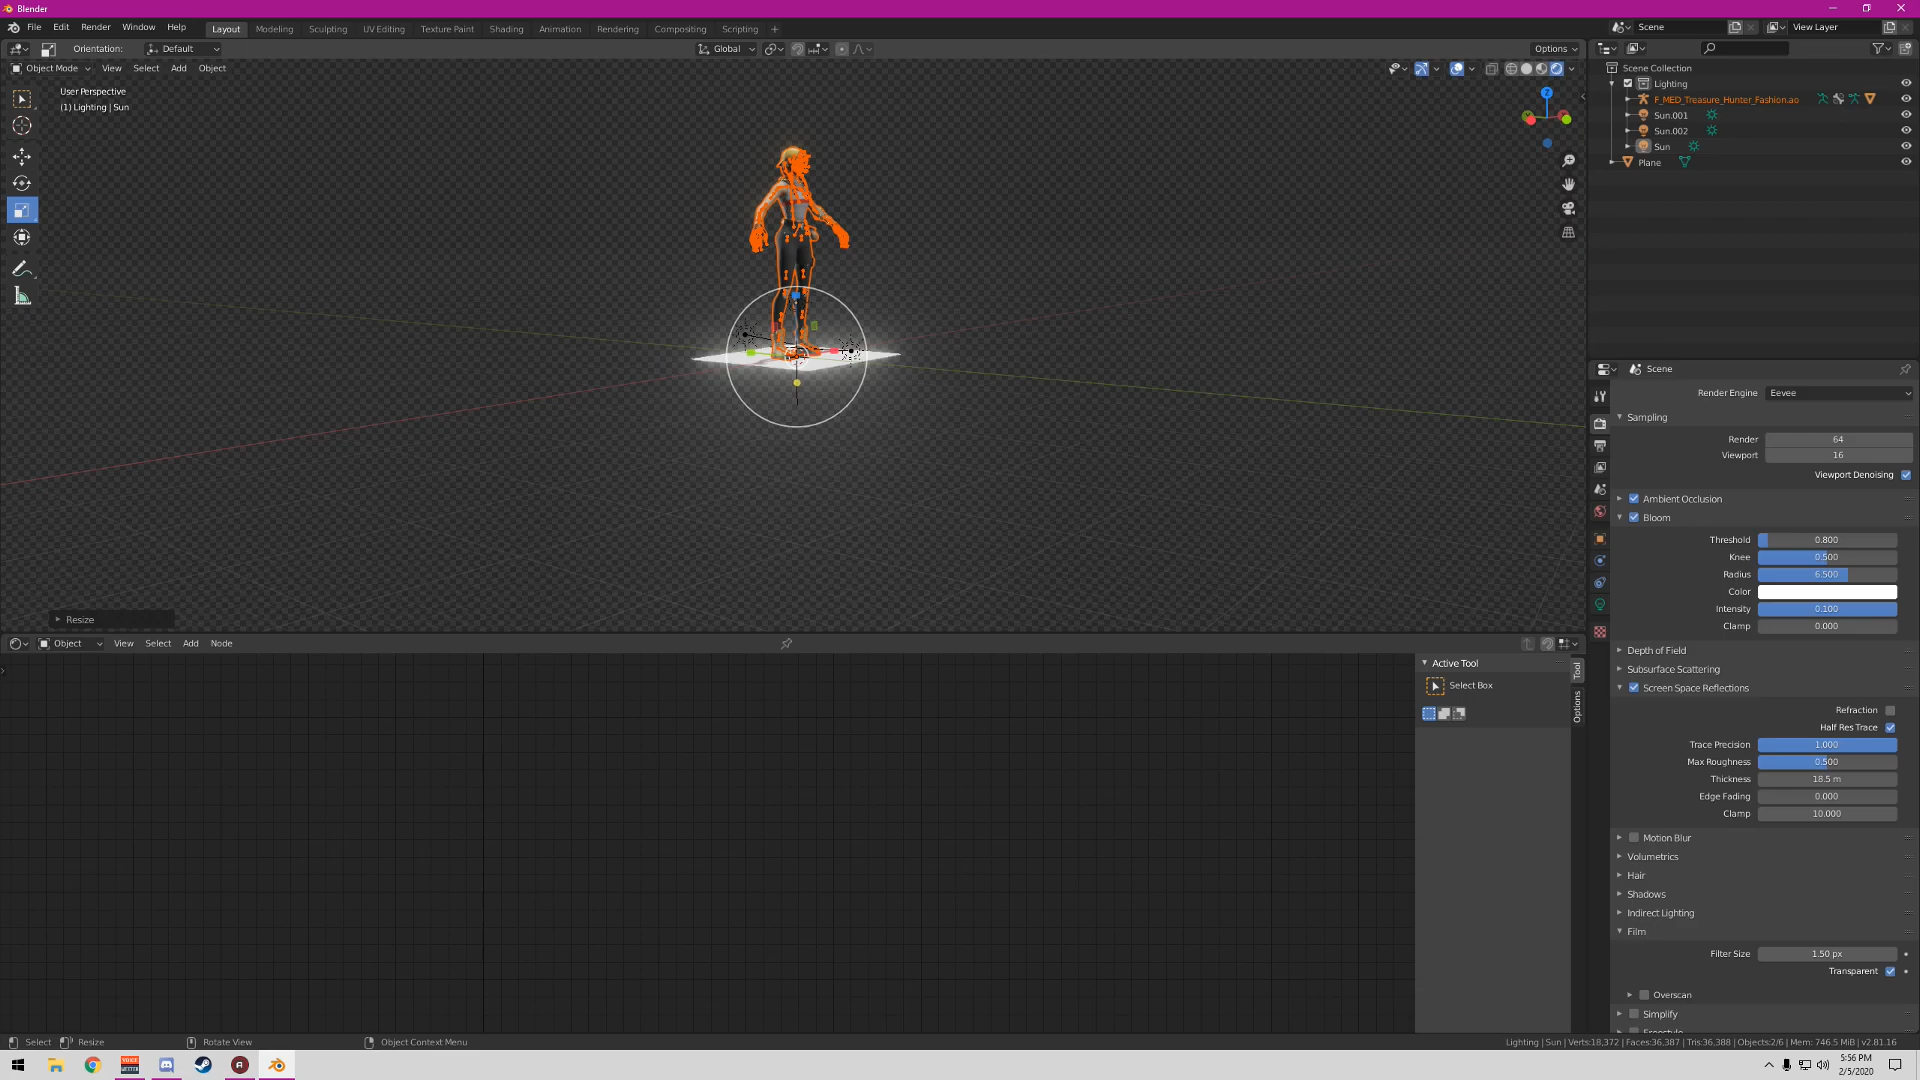 Blender
File Edit Render Window Help Layout Modeling Sculpting UV Editing Texture Paint Shading Animation Rendering Compositing Scripting + Scene View Layer
Orientation: Default Global Options
Object Mode View Select Add Object
User Perspective
(1) Lighting | Sun
Resize
Scene Collection
Lighting
F_MED_Treasure_Hunter_Fashion.ao
Sun.001
Sun.002
Sun
Plane
Scene
Render Engine Eevee
Sampling
Render 64
Viewport 16
Viewport Denoising
Ambient Occlusion
Bloom
Threshold 0.800
Knee 0.500
Radius 6.500
Color
Intensity 0.100
Clamp 0.000
Depth of Field
Subsurface Scattering
Screen Space Reflections
Refraction
Half Res Trace
Trace Precision 1.000
Max Roughness 0.500
Thickness 18.5 m
Edge Fading 0.000
Clamp 10.000
Motion Blur
Volumetrics
Hair
Shadows
Indirect Lighting
Film
Filter Size 1.50 px
Transparent
Overscan
Simplify
Freestyle
Object View Select Add Node
Active Tool
Select Box
Tool
Options
Select Resize Rotate View Object Context Menu
Lighting | Sun | Verts:18,372 | Faces:36,387 | Tris:36,388 | Objects:2/6 | Mem: 746.5 MiB | v2.81.16
5:56 PM
2/5/2020